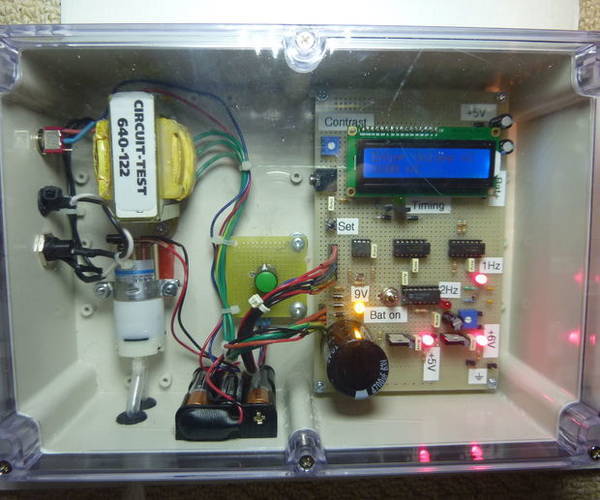 CIRCUIT-TEST
640-122
Contrast
+5V
Timing
Set
1Hz
9V
2Hz
Bat on
+6V
+5V